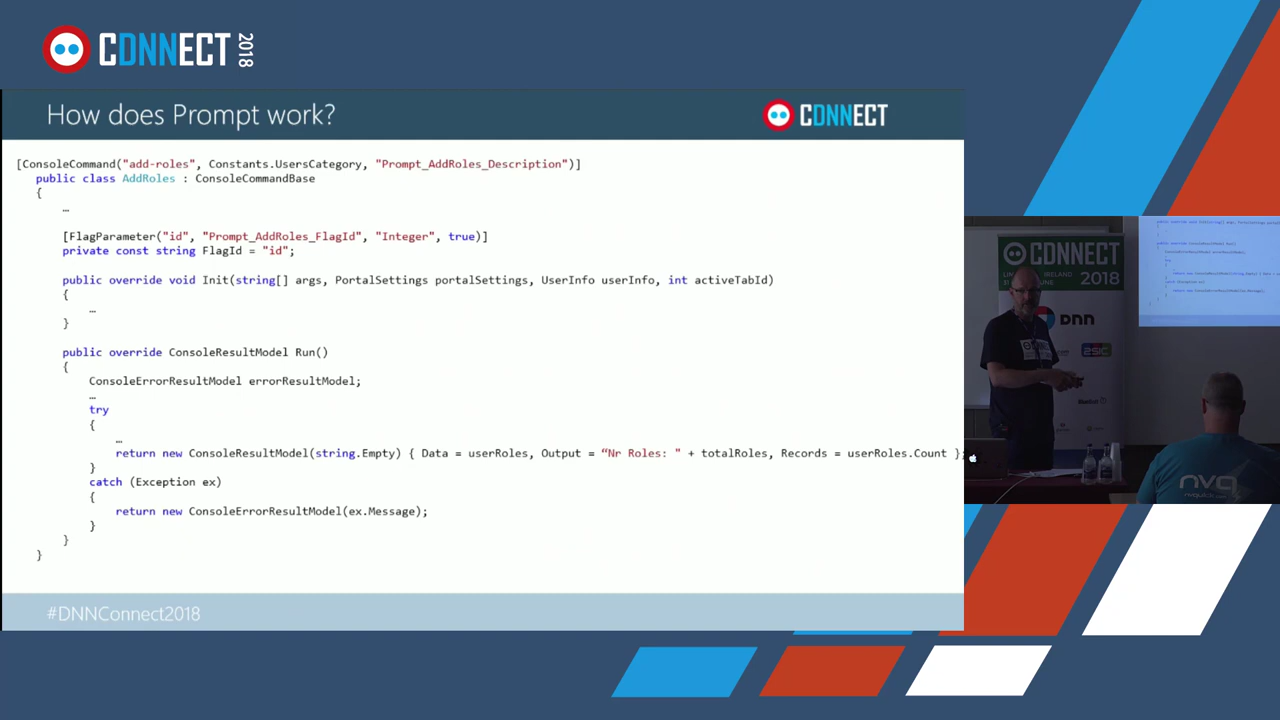 CDNNECT 2018
How does Prompt work?
CDNNECT
[ConsoleCommand("add-roles", Constants.UsersCategory, "Prompt_AddRoles_Description")]
public class AddRoles : ConsoleCommandBase
{
…
[FlagParameter("id", "Prompt_AddRoles_FlagId", "Integer", true)]
private const string FlagId = "id";
public override void Init(string[] args, PortalSettings portalSettings, UserInfo userInfo, int activeTabId)
{
…
}
public override ConsoleResultModel Run()
{
ConsoleErrorResultModel errorResultModel;
…
try
{
…
return new ConsoleResultModel(string.Empty) { Data = userRoles, Output = “Nr Roles: " + totalRoles, Records = userRoles.Count };
}
catch (Exception ex)
{
return new ConsoleErrorResultModel(ex.Message);
}
}
}
#DNNConnect2018
CONNECT
2018
DNN
2SIC
nvq